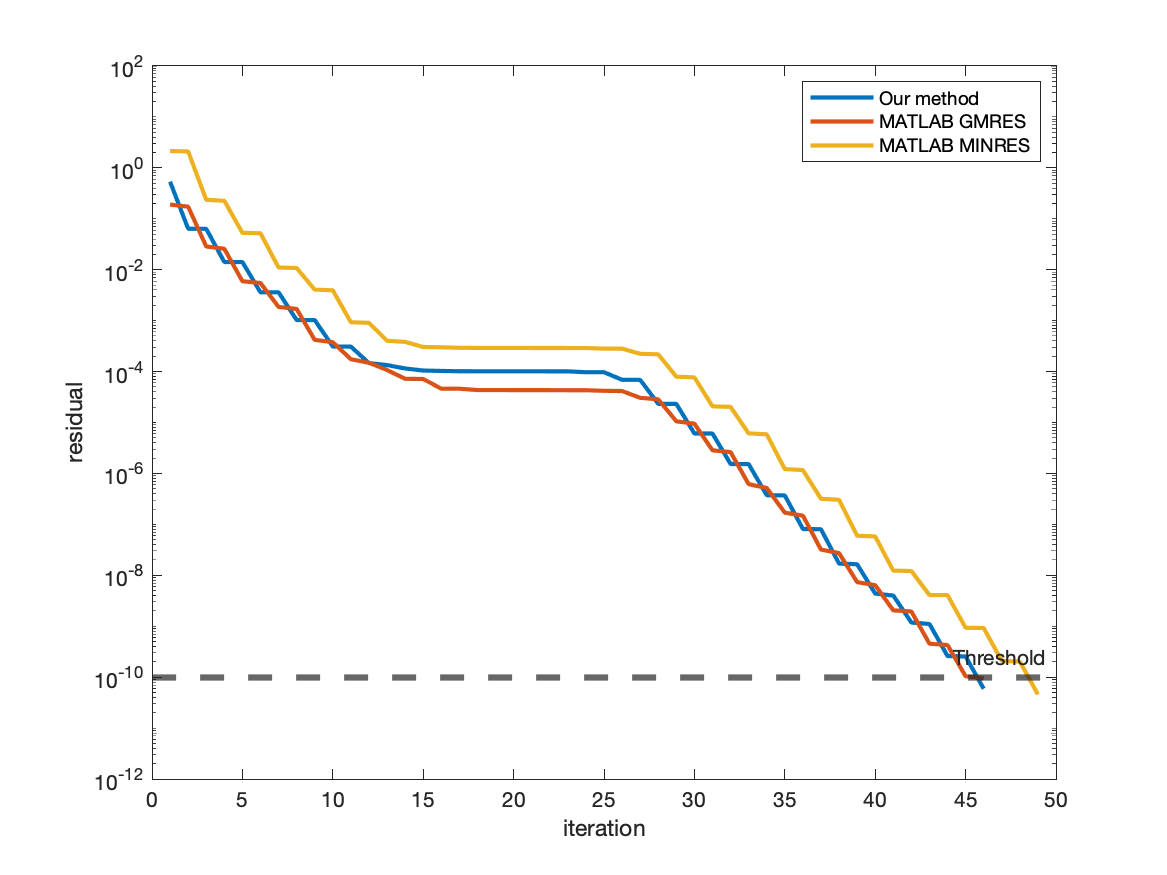 10^2
10^0
10^-2
10^-4
10^-6
10^-8
10^-10
10^-12
residual
Our method
MATLAB GMRES
MATLAB MINRES
Threshold
0 5 10 15 20 25 30 35 40 45 50
iteration